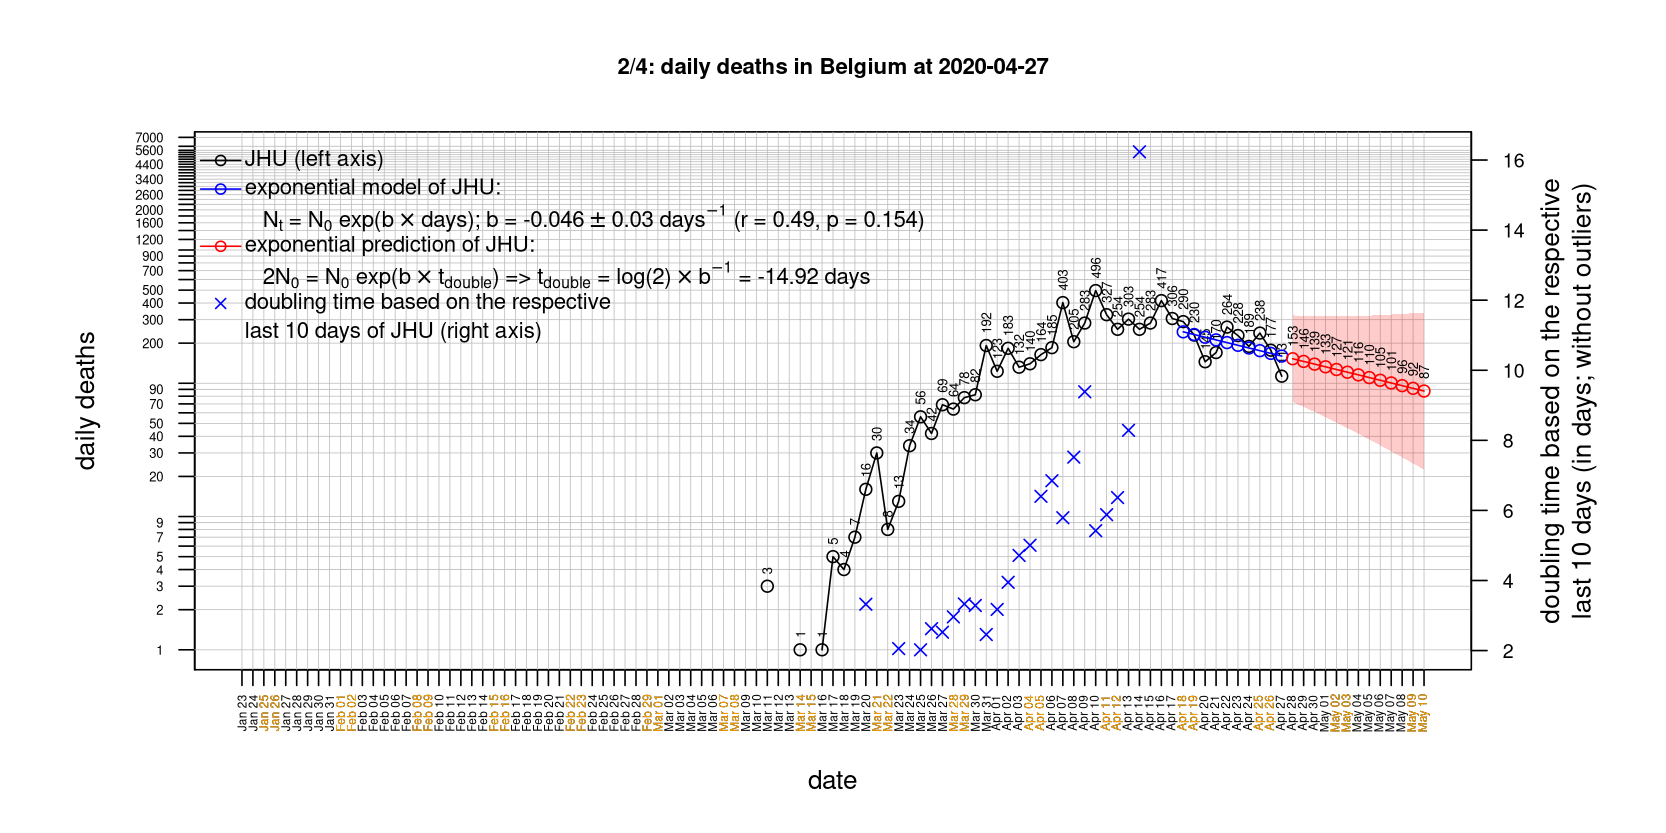 2/4: daily deaths in Belgium at 2020-04-27
JHU (left axis)
exponential model of JHU:
Nt = N0 exp(b × days); b = -0.046 ± 0.03 days−1 (r = 0.49, p = 0.154)
exponential prediction of JHU:
2N0 = N0 exp(b × tdouble) => tdouble = log(2) × b−1 = -14.92 days
doubling time based on the respective
last 10 days of JHU (right axis)
daily deaths
7000
5600
4400
3400
2600
2000
1600
1200
900
700
500
400
300
200
90
70
50
40
30
20
9
7
5
4
3
2
1
3 1 1 5 4 7 16 30 8 13 34 56 42 69 64 78 82 192 123 183 132 140 164 185 403 205 283 496 327 254 303 254 283 417 306 290 230 264 228 189 238 177
153 146 139 133 127 121 116 110 105 101 96 92 87
16
14
12
10
8
6
4
2
doubling time based on the respective
last 10 days (in days; without outliers)
Jan 23 Jan 24 Jan 25 Jan 26 Jan 27 Jan 28 Jan 29 Jan 30 Jan 31 Feb 01 Feb 02 Feb 03 Feb 04 Feb 05 Feb 06 Feb 07 Feb 08 Feb 09 Feb 10 Feb 11 Feb 12 Feb 13 Feb 14 Feb 15 Feb 16 Feb 17 Feb 18 Feb 19 Feb 20 Feb 21 Feb 22 Feb 23 Feb 24 Feb 25 Feb 26 Feb 27 Feb 28 Feb 29 Mar 01 Mar 02 Mar 03 Mar 04 Mar 05 Mar 06 Mar 07 Mar 08 Mar 09 Mar 10 Mar 11 Mar 12 Mar 13 Mar 14 Mar 15 Mar 16 Mar 17 Mar 18 Mar 19 Mar 20 Mar 21 Mar 22 Mar 23 Mar 24 Mar 25 Mar 26 Mar 27 Mar 28 Mar 29 Mar 30 Mar 31 Apr 01 Apr 02 Apr 03 Apr 04 Apr 05 Apr 06 Apr 07 Apr 08 Apr 09 Apr 10 Apr 11 Apr 12 Apr 13 Apr 14 Apr 15 Apr 16 Apr 17 Apr 18 Apr 19 Apr 20 Apr 21 Apr 22 Apr 23 Apr 24 Apr 25 Apr 26 Apr 27 Apr 28 Apr 29 Apr 30 May 01 May 02 May 03 May 04 May 05 May 06 May 07 May 08 May 09 May 10
date